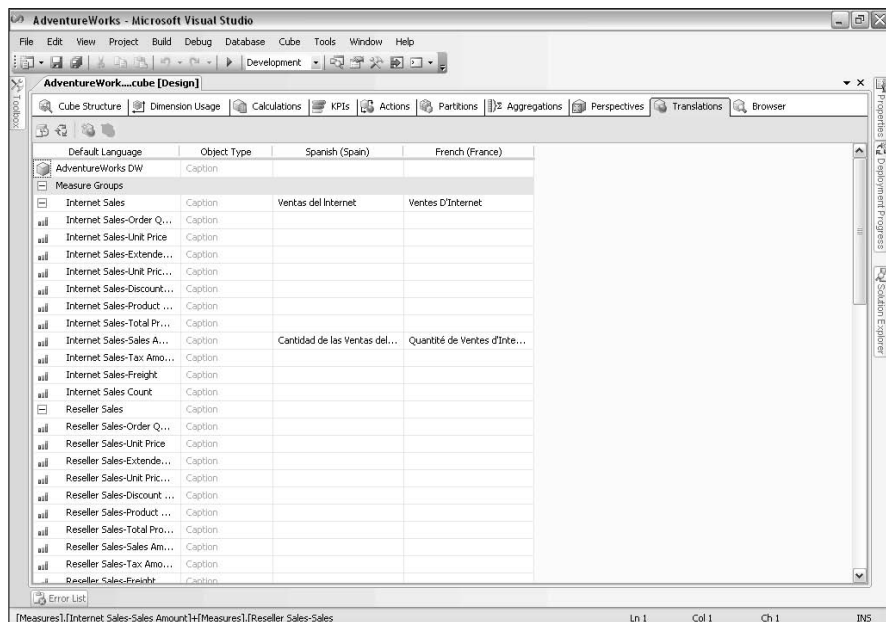 AdventureWorks - Microsoft Visual Studio
File Edit View Project Build Debug Database Cube Tools Window Help
Development
AdventureWork....cube [Design]
Toolbox
Cube Structure Dimension Usage Calculations KPIs Actions Partitions Aggregations Perspectives Translations Browser
Properties
Deployment Progress
Solution Explorer
Default Language Object Type Spanish (Spain) French (France)
AdventureWorks DW Caption
Measure Groups
Internet Sales Caption Ventas del Internet Ventes D'Internet
Internet Sales-Order Q... Caption
Internet Sales-Unit Price Caption
Internet Sales-Extende... Caption
Internet Sales-Unit Pric... Caption
Internet Sales-Discount... Caption
Internet Sales-Product ... Caption
Internet Sales-Total Pr... Caption
Internet Sales-Sales A... Caption Cantidad de las Ventas del... Quantité de Ventes d'Inte...
Internet Sales-Tax Amo... Caption
Internet Sales-Freight Caption
Internet Sales Count Caption
Reseller Sales Caption
Reseller Sales-Order Q... Caption
Reseller Sales-Unit Price Caption
Reseller Sales-Extende... Caption
Reseller Sales-Unit Pric... Caption
Reseller Sales-Discount ... Caption
Reseller Sales-Product ... Caption
Reseller Sales-Total Pro... Caption
Reseller Sales-Sales Am... Caption
Reseller Sales-Tax Amo... Caption
Reseller Sales-Freight Caption
Error List
[Measures].[Internet Sales-Sales Amount]+[Measures].[Reseller Sales-Sales Ln 1 Col 1 Ch 1 INS